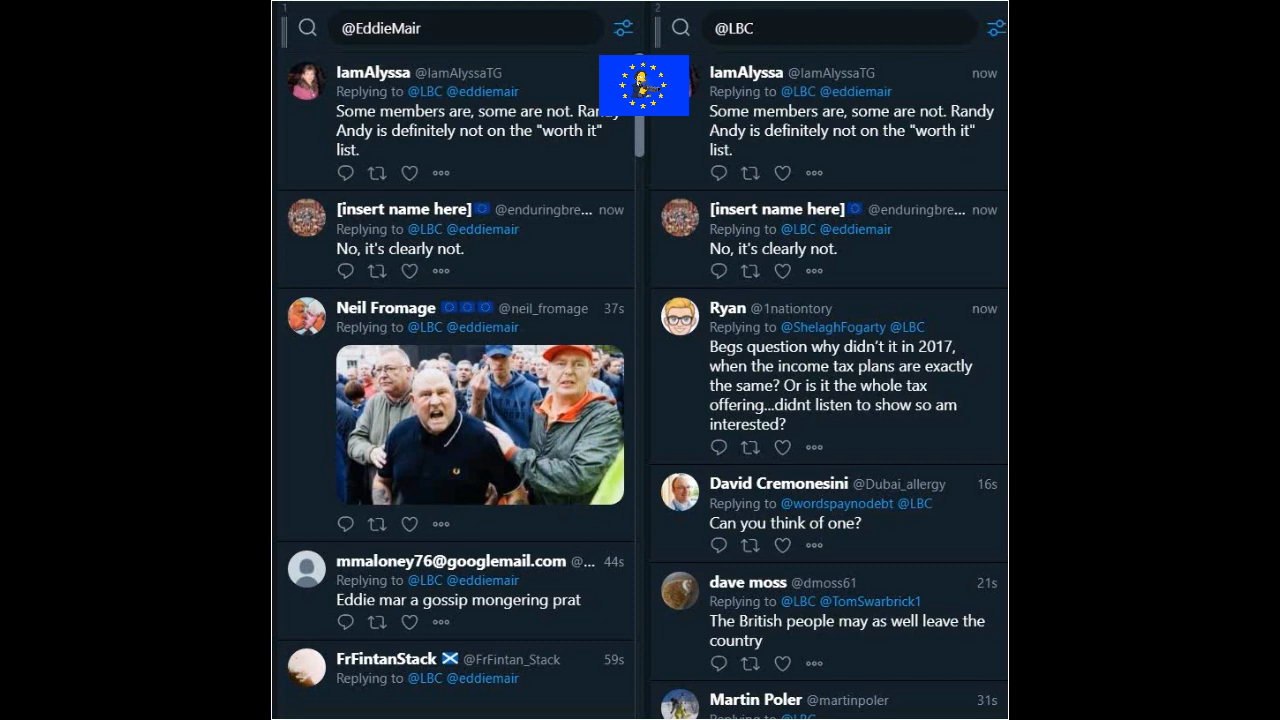 1
@EddieMair
IamAlyssa @IamAlyssaTG
Replying to @LBC @eddiemair
Some members are, some are not. Randy
Andy is definitely not on the "worth it"
list.
[insert name here] @enduringbre... now
Replying to @LBC @eddiemair
No, it's clearly not.
Neil Fromage @neil_fromage 37s
Replying to @LBC @eddiemair
mmaloney76@googlemail.com @... 44s
Replying to @LBC @eddiemair
Eddie mar a gossip mongering prat
FrFintanStack @FrFintan_Stack 59s
Replying to @LBC @eddiemair
2
@LBC
IamAlyssa @IamAlyssaTG now
Replying to @LBC @eddiemair
Some members are, some are not. Randy
Andy is definitely not on the "worth it"
list.
[insert name here] @enduringbre... now
Replying to @LBC @eddiemair
No, it's clearly not.
Ryan @1nationtory now
Replying to @ShelaghFogarty @LBC
Begs question why didn't it in 2017,
when the income tax plans are exactly
the same? Or is it the whole tax
offering...didnt listen to show so am
interested?
David Cremonesini @Dubai_allergy 16s
Replying to @wordspaynodebt @LBC
Can you think of one?
dave moss @dmoss61 21s
Replying to @LBC @TomSwarbrick1
The British people may as well leave the
country
Martin Poler @martinpoler 31s
Replying to @LBC